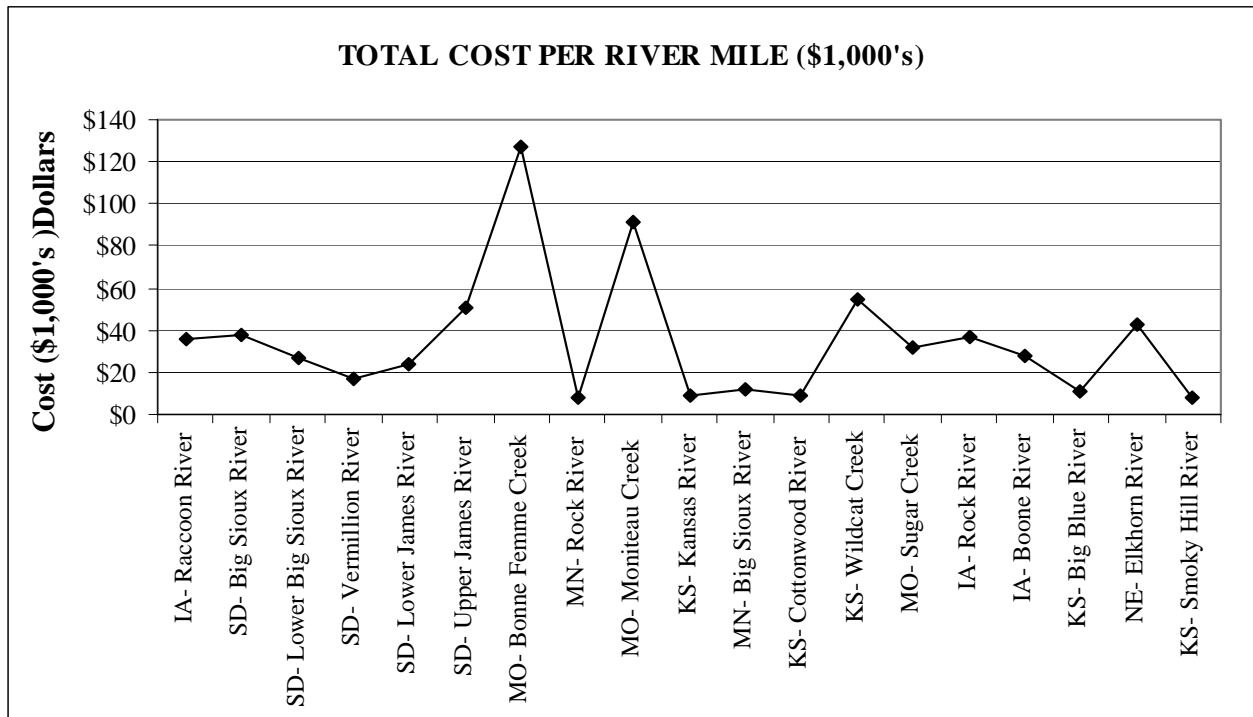 TOTAL COST PER RIVER MILE ($1,000's)
Cost ($1,000's )Dollars
$140
$120
$100
$80
$60
$40
$20
$0
IA- Raccoon River
SD- Big Sioux River
SD- Lower Big Sioux River
SD- Vermillion River
SD- Lower James River
SD- Upper James River
MO- Bonne Femme Creek
MN- Rock River
MO- Moniteau Creek
KS- Kansas River
MN- Big Sioux River
KS- Cottonwood River
KS- Wildcat Creek
MO- Sugar Creek
IA- Rock River
IA- Boone River
KS- Big Blue River
NE- Elkhorn River
KS- Smoky Hill River